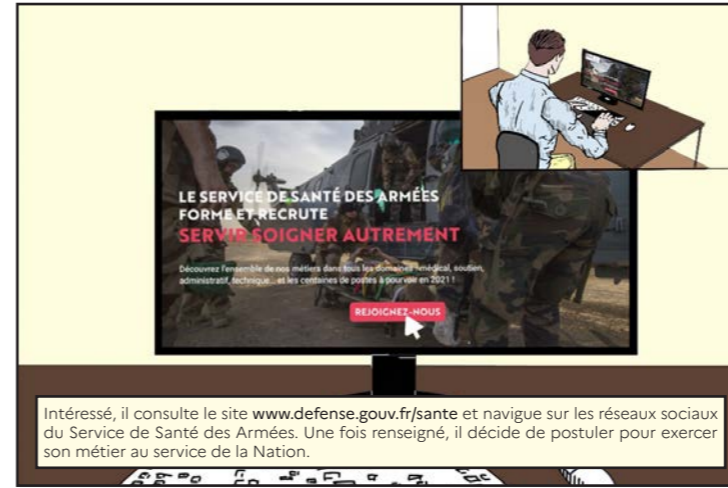 LE SERVICE DE SANTÉ DES ARMÉES
FORME ET RECRUTE
SERVIR SOIGNER AUTREMENT
Découvrez l'ensemble de nos métiers dans tous les domaines : médical, soutien,
administratif, technique... et les centaines de postes à pourvoir en 2021 !
REJOIGNEZ-NOUS
Intéressé, il consulte le site www.defense.gouv.fr/sante et navigue sur les réseaux sociaux
du Service de Santé des Armées. Une fois renseigné, il décide de postuler pour exercer
son métier au service de la Nation.